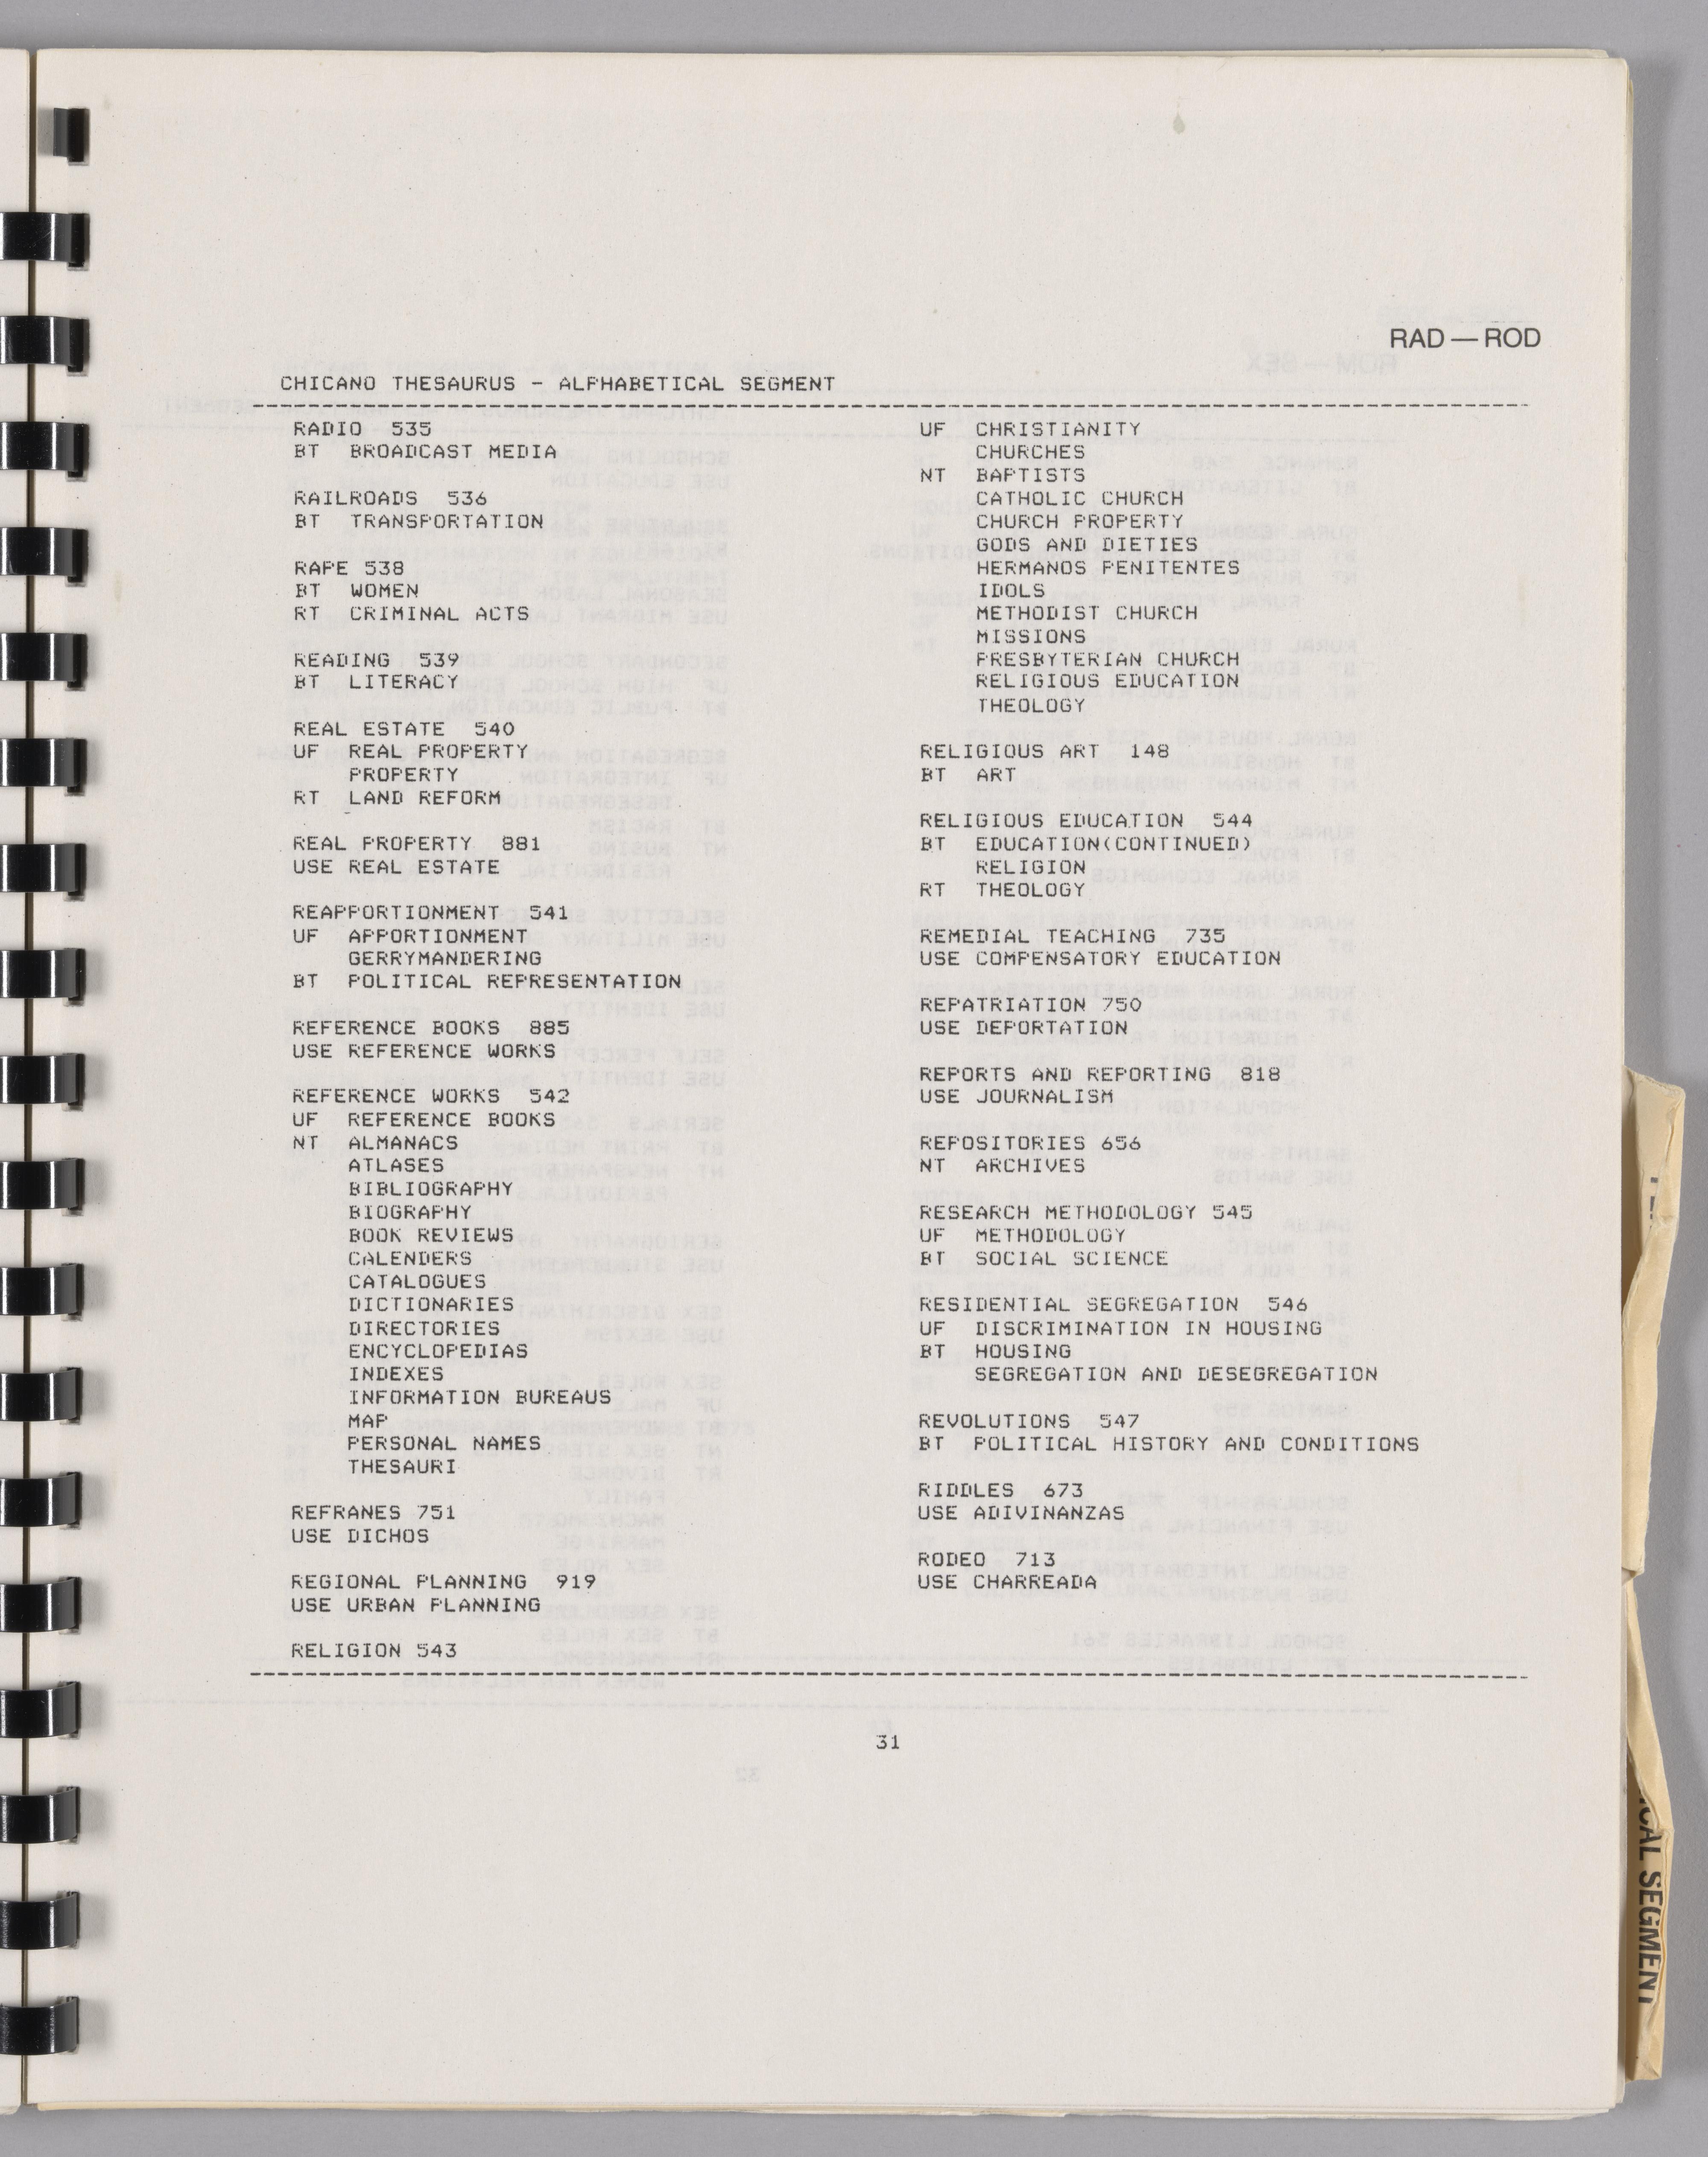 RAD — ROD
CHICANO THESAURUS - ALPHABETICAL SEGMENT
RADIO 535
BT BROADCAST MEDIA
RAILROADS 536
BT TRANSPORTATION
RAPE 538
BT WOMEN
RT CRIMINAL ACTS
READING 539
BT LITERACY
REAL ESTATE 540
UF REAL PROPERTY
PROPERTY
RT LAND REFORM
REAL PROPERTY 881
USE REAL ESTATE
REAPPORTIONMENT 541
UF APPORTIONMENT
GERRYMANDERING
BT POLITICAL REPRESENTATION
REFERENCE BOOKS 885
USE REFERENCE WORKS
REFERENCE WORKS 542
UF REFERENCE BOOKS
NT ALMANACS
ATLASES
BIBLIOGRAPHY
BIOGRAPHY
BOOK REVIEWS
CALENDERS
CATALOGUES
DICTIONARIES
DIRECTORIES
ENCYCLOPEDIAS
INDEXES
INFORMATION BUREAUS
MAP
PERSONAL NAMES
THESAURI
REFRANES 751
USE DICHOS
REGIONAL PLANNING 919
USE URBAN PLANNING
RELIGION 543
UF CHRISTIANITY
CHURCHES
NT BAPTISTS
CATHOLIC CHURCH
CHURCH PROPERTY
GODS AND DIETIES
HERMANOS PENITENTES
IDOLS
METHODIST CHURCH
MISSIONS
PRESBYTERIAN CHURCH
RELIGIOUS EDUCATION
THEOLOGY
RELIGIOUS ART 148
BT ART
RELIGIOUS EDUCATION 544
BT EDUCATION(CONTINUED)
RELIGION
RT THEOLOGY
REMEDIAL TEACHING 735
USE COMPENSATORY EDUCATION
REPATRIATION 750
USE DEPORTATION
REPORTS AND REPORTING 818
USE JOURNALISM
REPOSITORIES 656
NT ARCHIVES
RESEARCH METHODOLOGY 545
UF METHODOLOGY
BT SOCIAL SCIENCE
RESIDENTIAL SEGREGATION 546
UF DISCRIMINATION IN HOUSING
BT HOUSING
SEGREGATION AND DESEGREGATION
REVOLUTIONS 547
BT POLITICAL HISTORY AND CONDITIONS
RIDDLES 673
USE ADIVINANZAS
RODEO 713
USE CHARREADA
31
ICAL SEGMENT